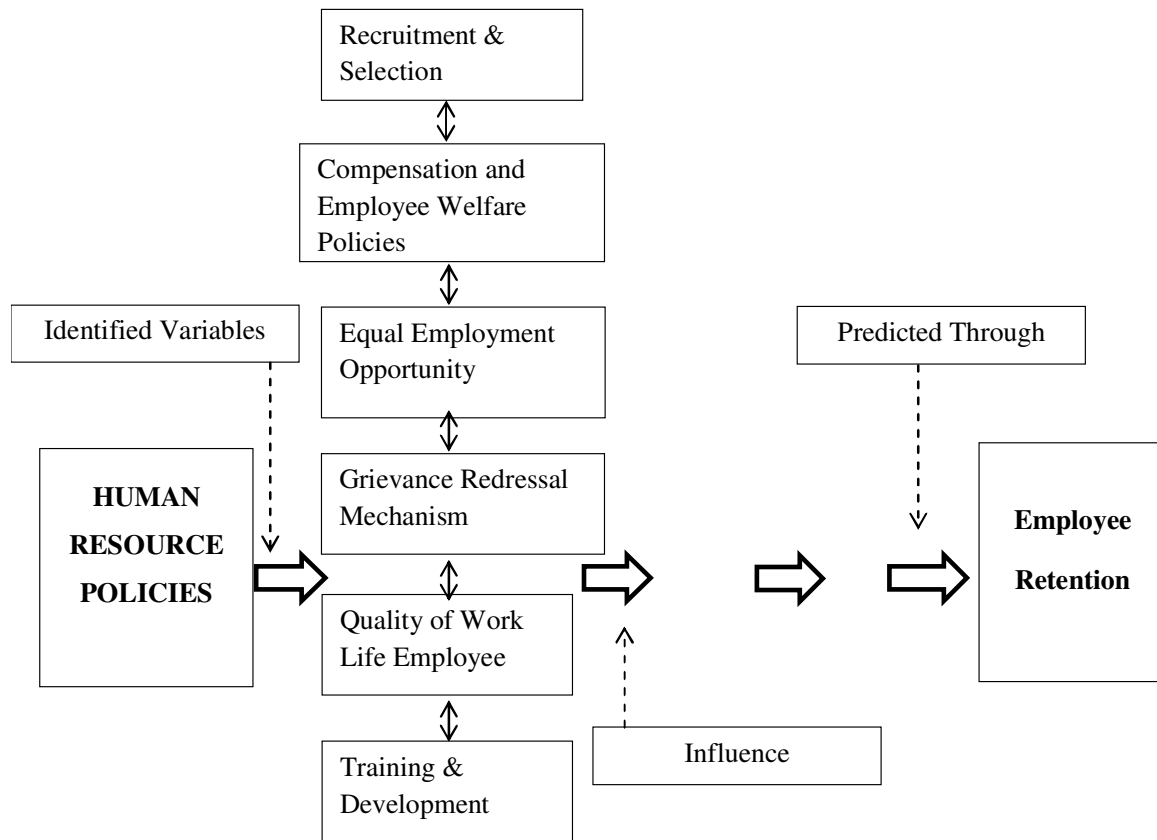 Recruitment &
Selection
Compensation and
Employee Welfare
Policies
Identified Variables
Equal Employment
Opportunity
Predicted Through
HUMAN
RESOURCE
POLICIES
Grievance Redressal
Mechanism
Employee
Retention
Quality of Work
Life Employee
Influence
Training &
Development